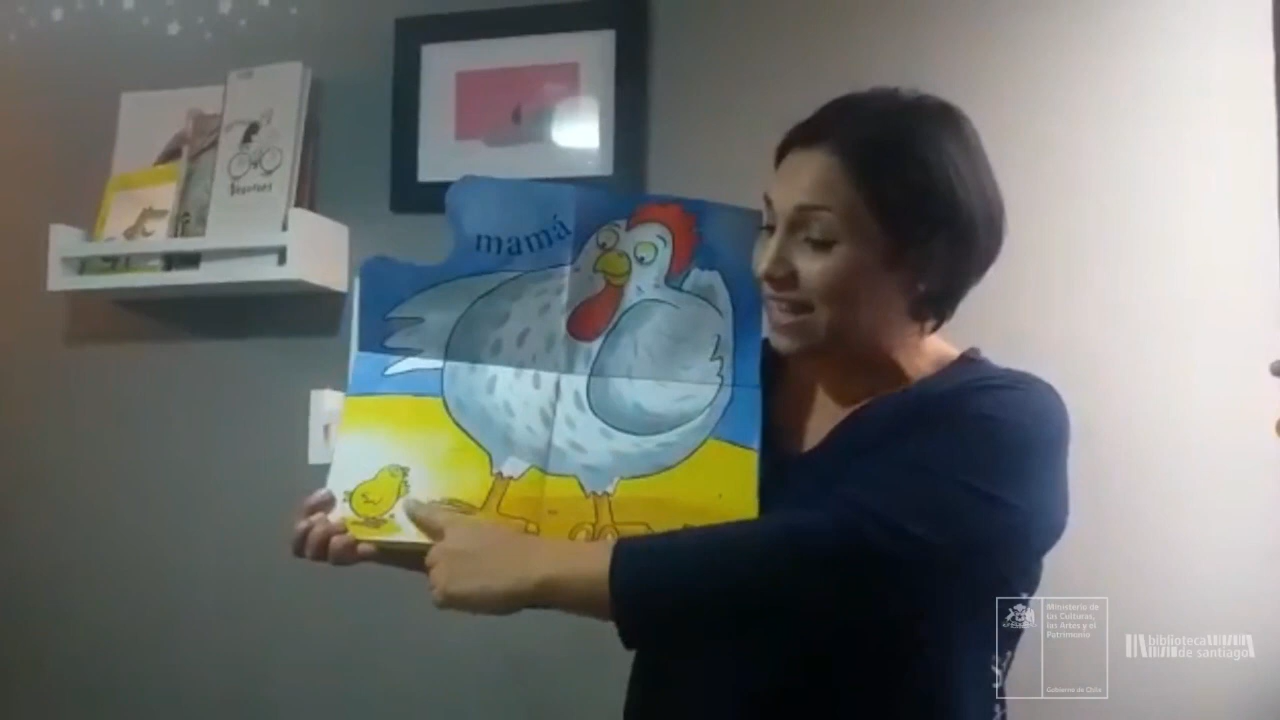 mamá
Ministerio de
las Culturas,
las Artes y el
Patrimonio
Gobierno de Chile
biblioteca
de santiago